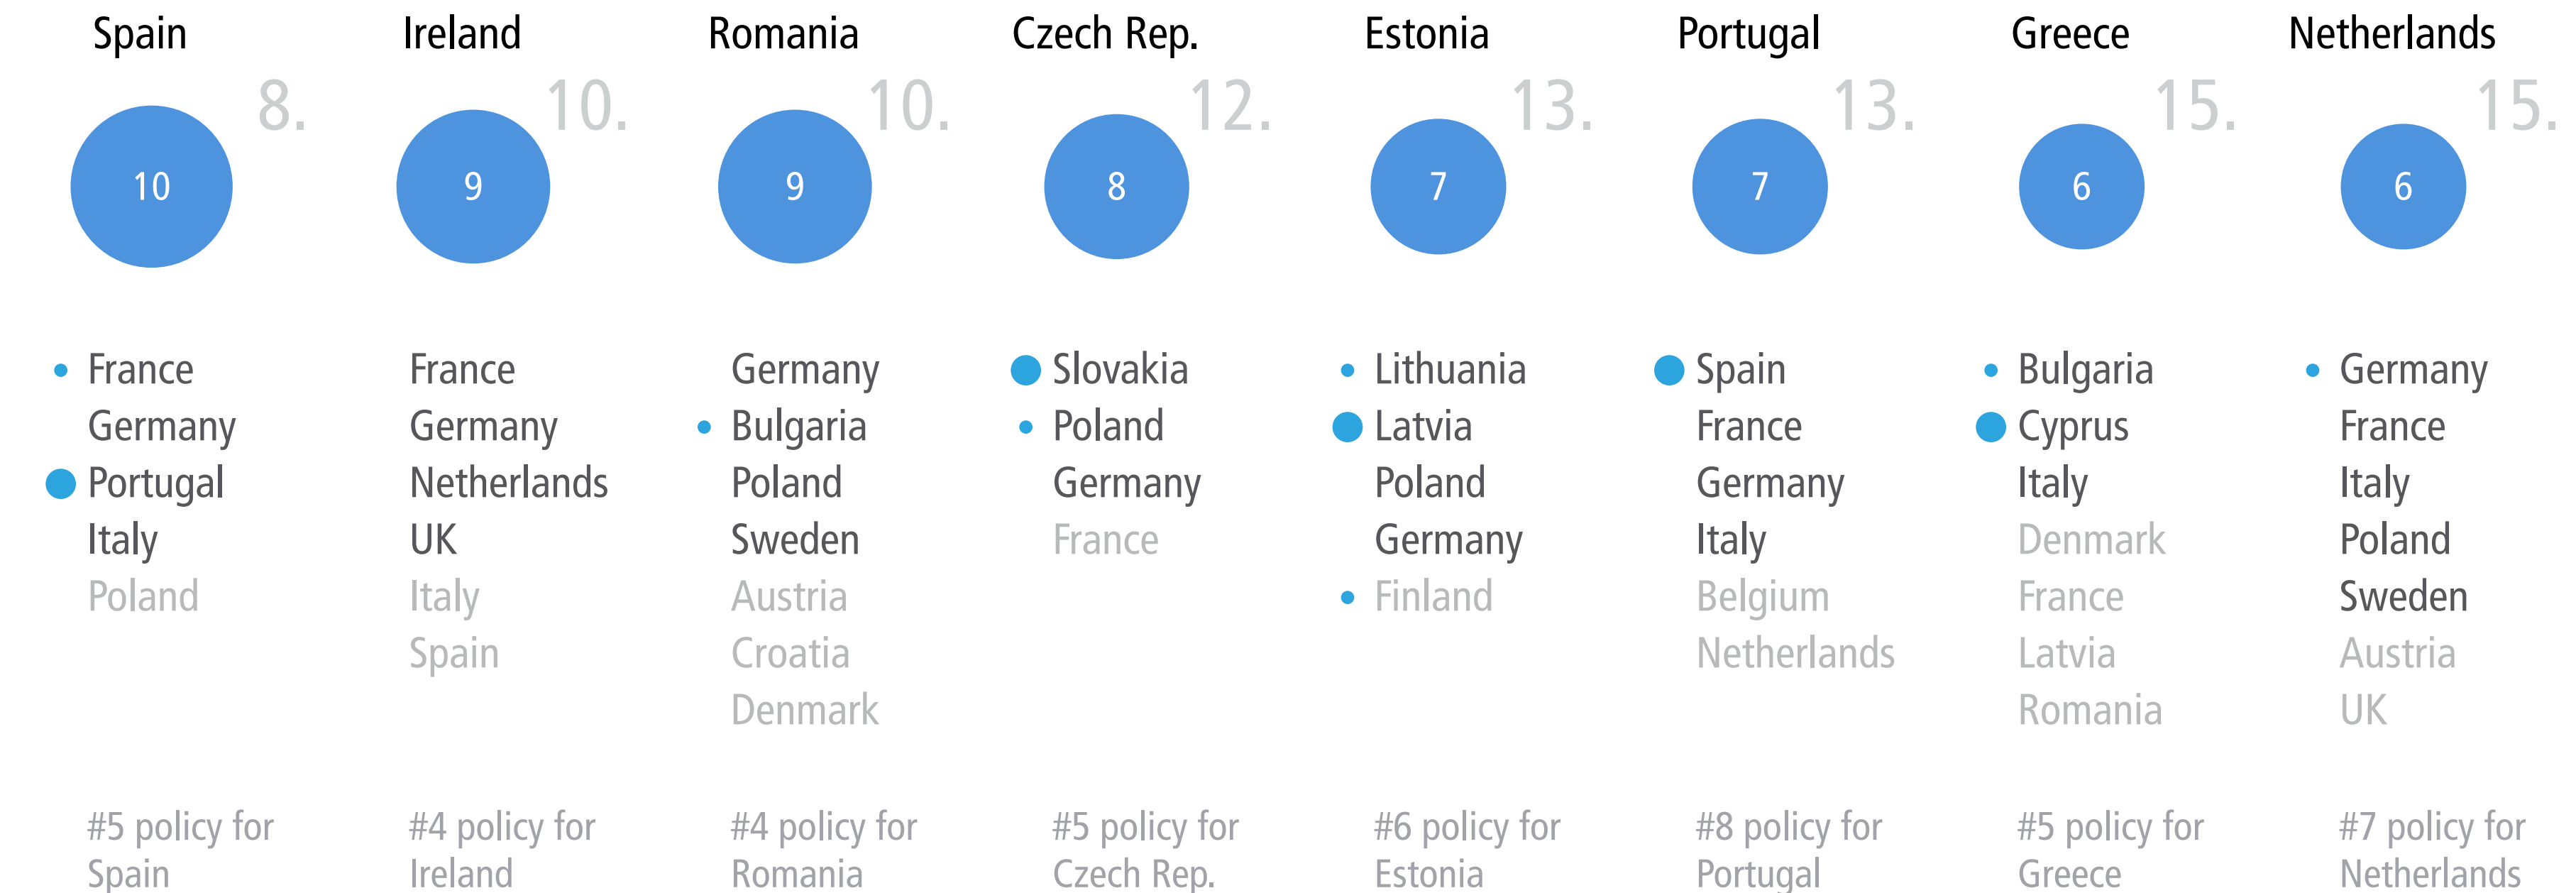 Spain
8.
10
France
Germany
Portugal
Italy
Poland
#5 policy for
Spain
Ireland
10.
9
France
Germany
Netherlands
UK
Italy
Spain
#4 policy for
Ireland
Romania
10.
9
Germany
Bulgaria
Poland
Sweden
Austria
Croatia
Denmark
#4 policy for
Romania
Czech Rep.
12.
8
Slovakia
Poland
Germany
France
#5 policy for
Czech Rep.
Estonia
13.
7
Lithuania
Latvia
Poland
Germany
Finland
#6 policy for
Estonia
Portugal
13.
7
Spain
France
Germany
Italy
Belgium
Netherlands
#8 policy for
Portugal
Greece
15.
6
Bulgaria
Cyprus
Italy
Denmark
France
Latvia
Romania
#5 policy for
Greece
Netherlands
15.
6
Germany
France
Italy
Poland
Sweden
Austria
UK
#7 policy for
Netherlands